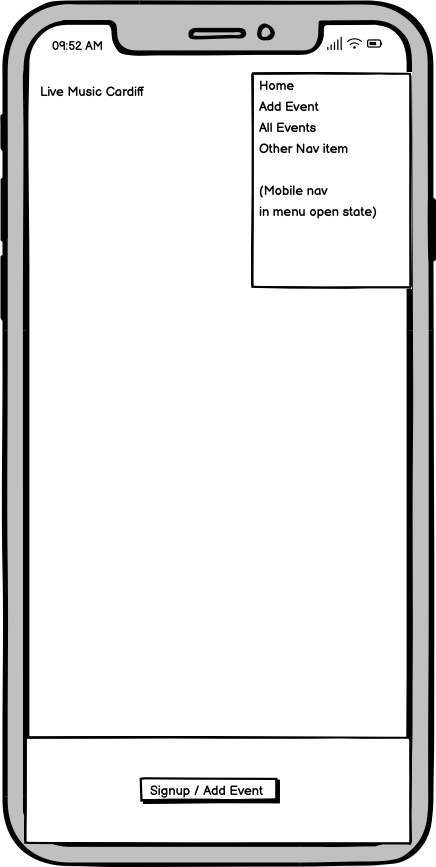 09:52 AM
Live Music Cardiff
Home
Add Event
All Events
Other Nav item
(Mobile nav
in menu open state)
Signup / Add Event